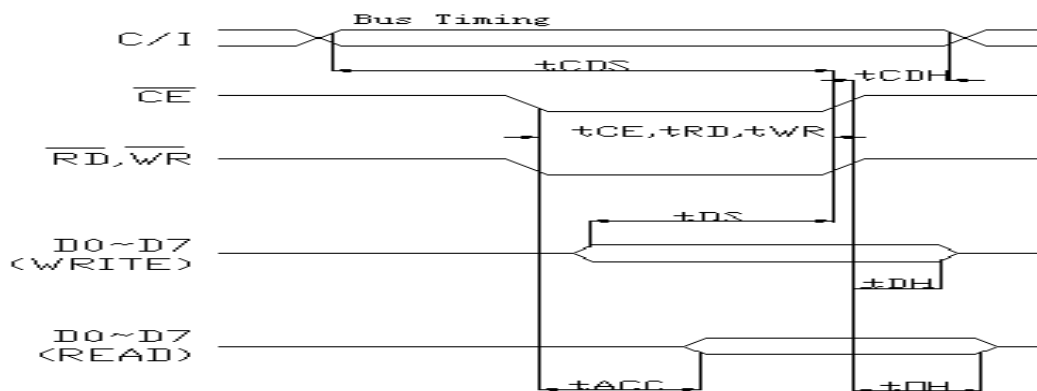 Bus Timing
C/I
tCDS
tCDH
CE
tCE,tRD,tWR
RD,WR
tDS
D0~D7
(WRITE)
tDH
D0~D7
(READ)
tACC
tOH